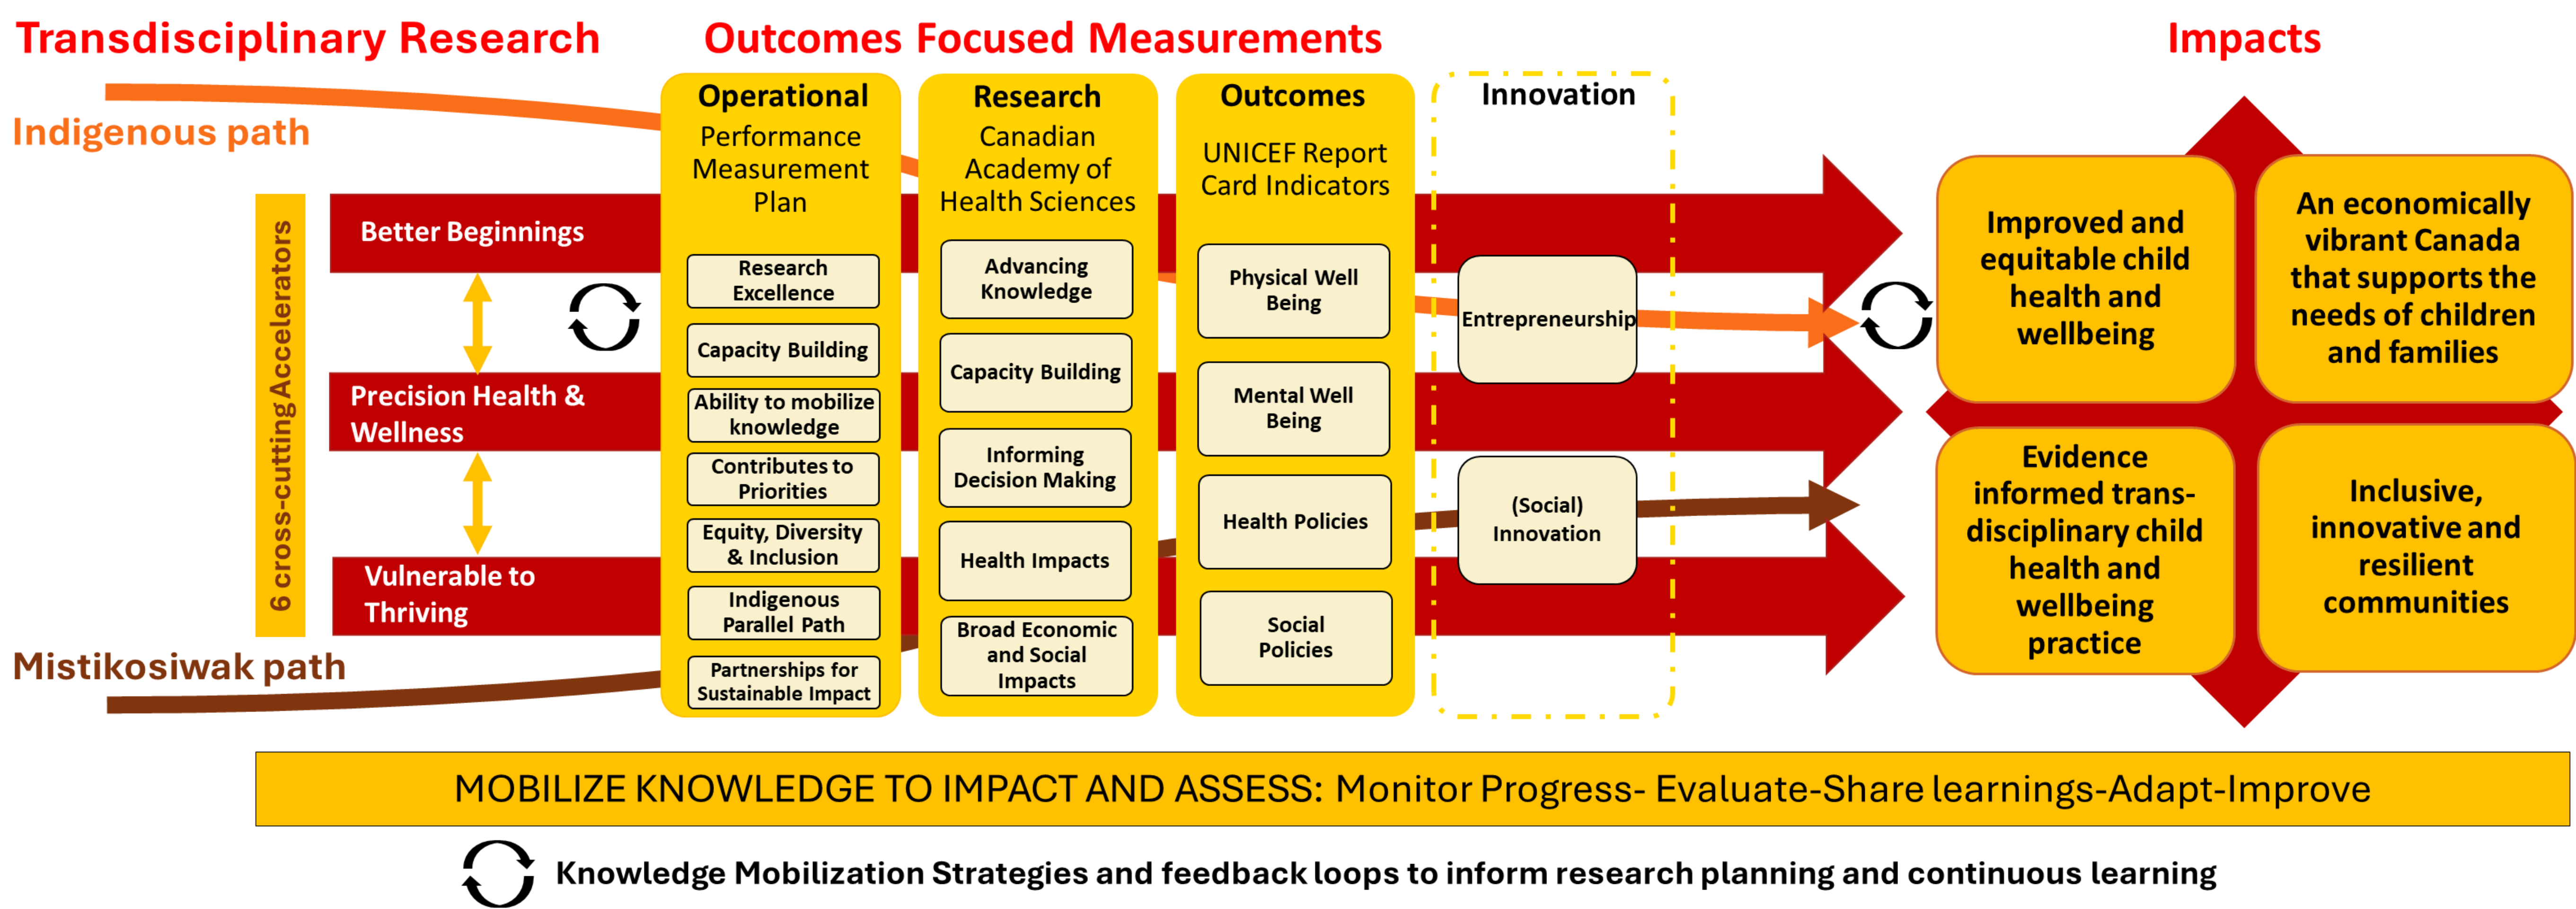 Transdisciplinary Research
Outcomes Focused Measurements
Impacts
Indigenous path
6 cross-cutting Accelerators
Better Beginnings
Precision Health &
Wellness
Vulnerable to
Thriving
Mistikosiwak path
Operational
Performance
Measurement
Plan
Research
Excellence
Capacity Building
Ability to mobilize
knowledge
Contributes to
Priorities
Equity, Diversity
& Inclusion
Indigenous
Parallel Path
Partnerships for
Sustainable Impact
Research
Canadian
Academy of
Health Sciences
Advancing
Knowledge
Capacity Building
Informing
Decision Making
Health Impacts
Broad Economic
and Social
Impacts
Outcomes
UNICEF Report
Card Indicators
Physical Well
Being
Mental Well
Being
Health Policies
Social
Policies
Innovation
Entrepreneurship
(Social)
Innovation
Improved and
equitable child
health and
wellbeing
An economically
vibrant Canada
that supports the
needs of children
and families
Evidence
informed trans-
disciplinary child
health and
wellbeing
practice
Inclusive,
innovative and
resilient
communities
MOBILIZE KNOWLEDGE TO IMPACT AND ASSESS: Monitor Progress- Evaluate-Share learnings-Adapt-Improve
Knowledge Mobilization Strategies and feedback loops to inform research planning and continuous learning